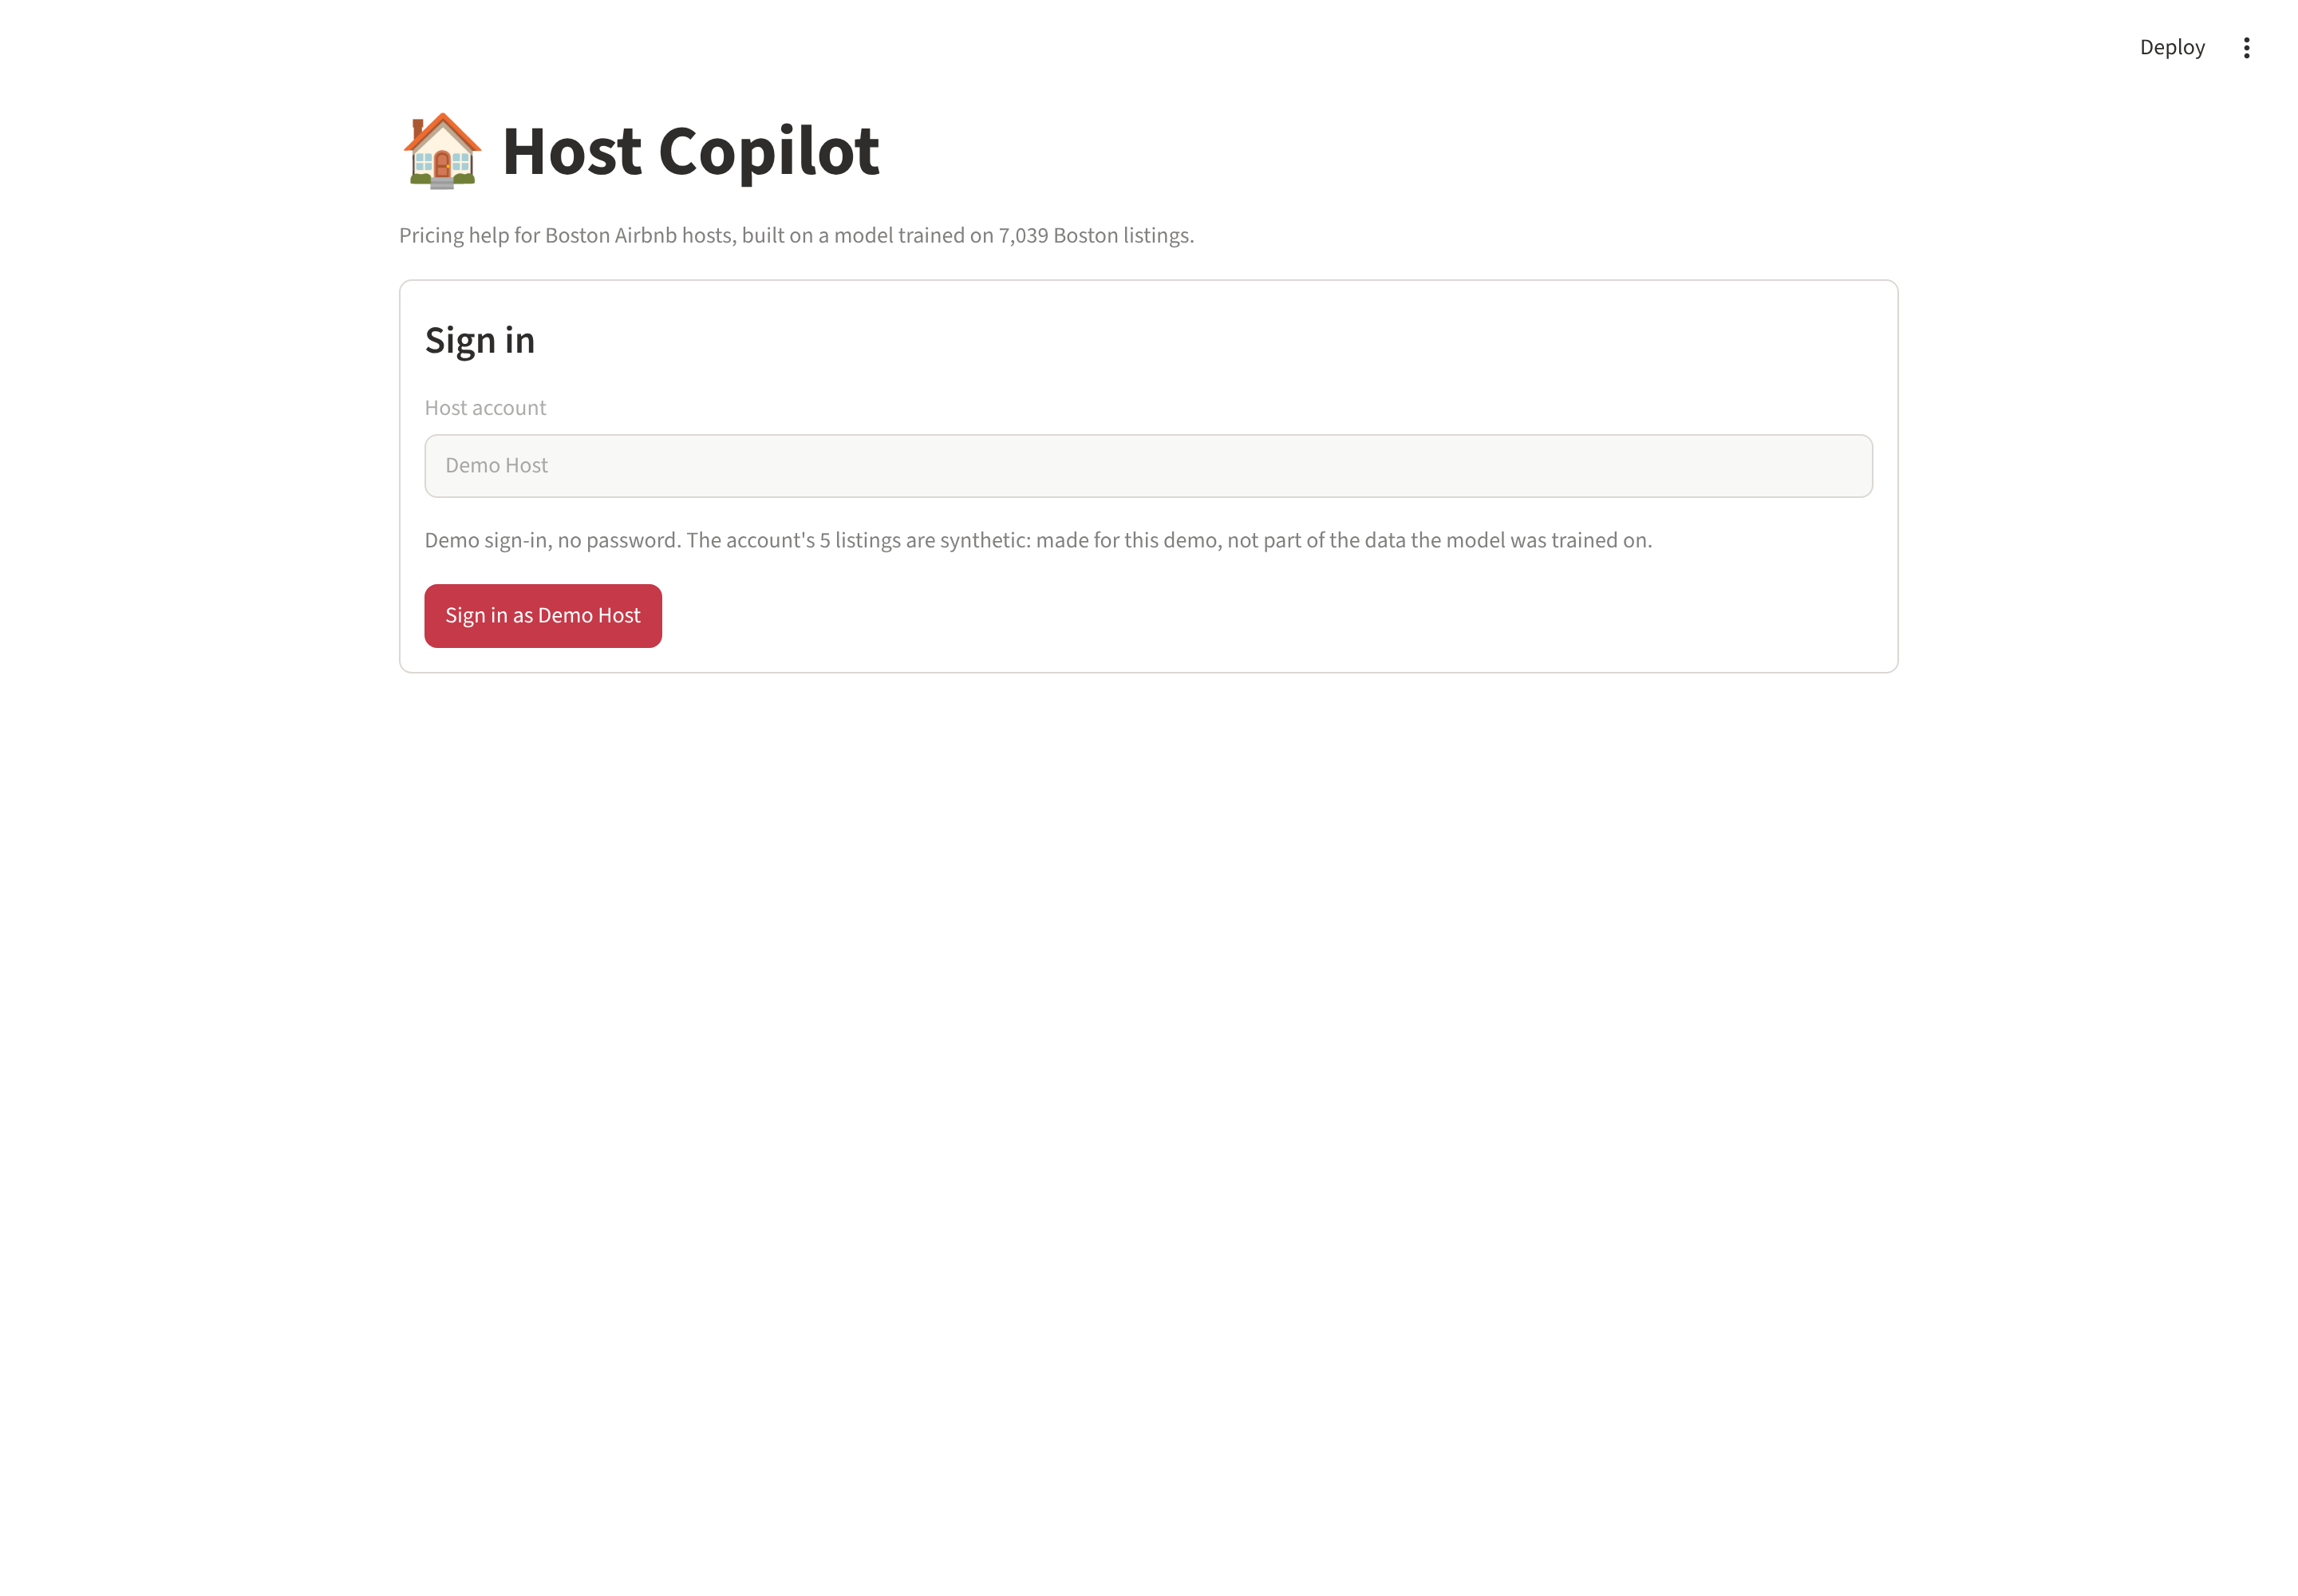 Deploy
Host Copilot
Pricing help for Boston Airbnb hosts, built on a model trained on 7,039 Boston listings.
Sign in
Host account
Demo Host
Demo sign-in, no password. The account's 5 listings are synthetic: made for this demo, not part of the data the model was trained on.
Sign in as Demo Host